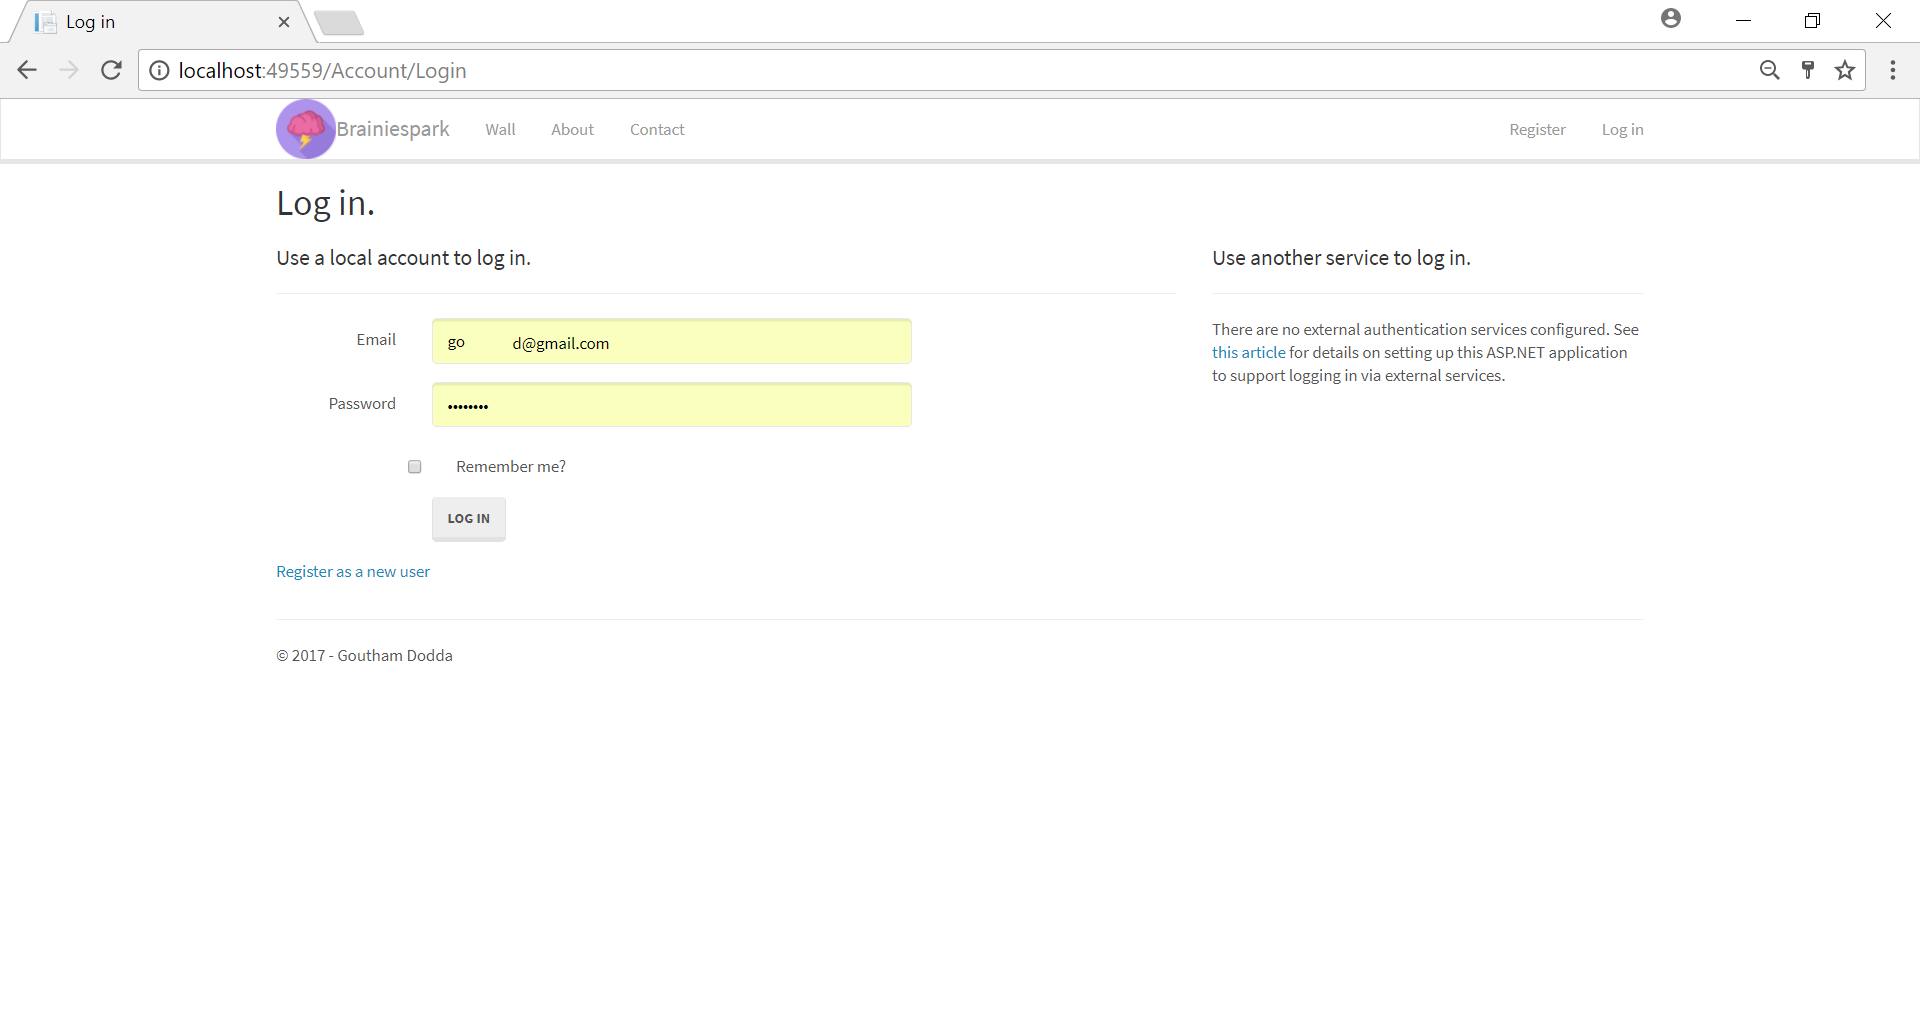 Log in
localhost:49559/Account/Login
Brainiespark Wall About Contact Register Log in
Log in.
Use a local account to log in.
Email go d@gmail.com
Password ••••••••
Remember me?
LOG IN
Register as a new user
Use another service to log in.
There are no external authentication services configured. See
this article for details on setting up this ASP.NET application
to support logging in via external services.
© 2017 - Goutham Dodda